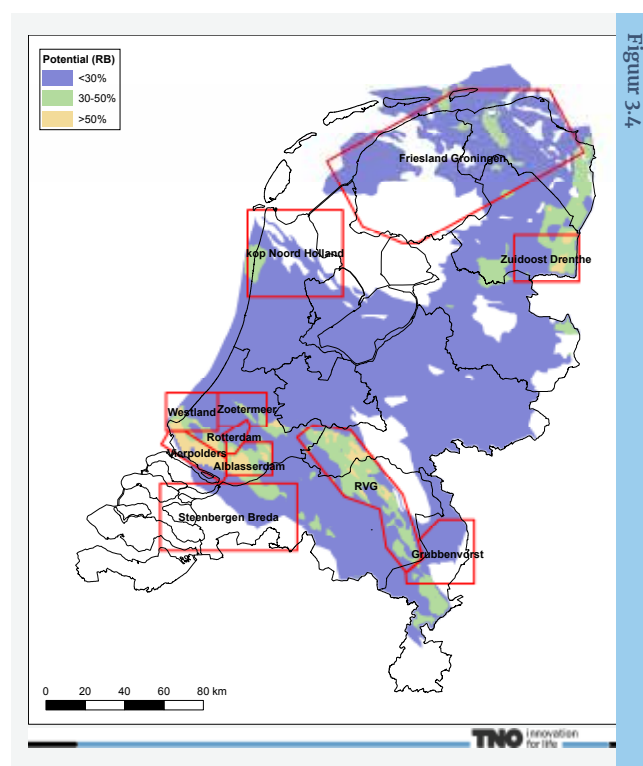 Figuur 3.4
Potential (RB)
<30%
30-50%
>50%
Friesland Groningen
kop Noord Holland
Zuidoost Drenthe
Westland
Zoetermeer
Rotterdam
Vierpolders
Alblasserdam
RVG
Steenbergen Breda
Grubbenvorst
0 20 40 60 80 km
TNO innovation
for life